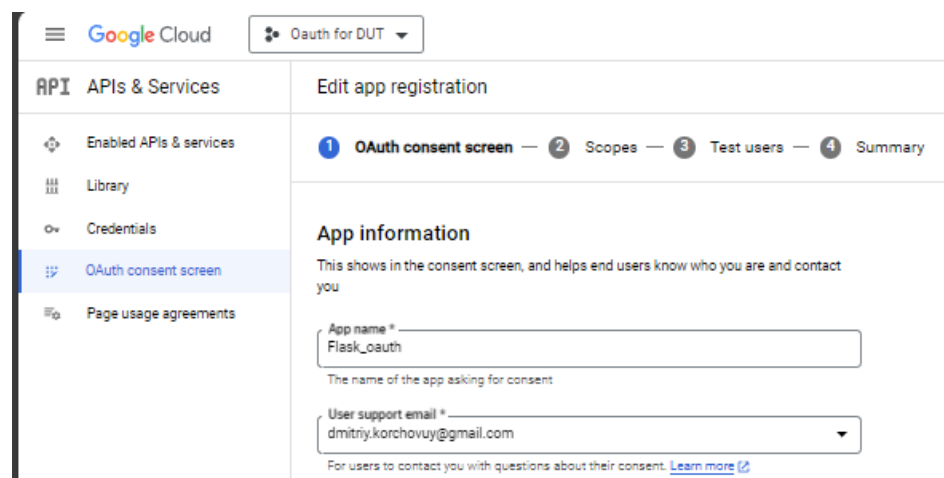 Google Cloud
Oauth for DUT
API APIs & Services
Edit app registration
Enabled APIs & services
Library
Credentials
OAuth consent screen
Page usage agreements
1 OAuth consent screen — 2 Scopes — 3 Test users — 4 Summary
App information
This shows in the consent screen, and helps end users know who you are and contact
you
App name *
Flask_oauth
The name of the app asking for consent
User support email *
dmitriy.korchovuy@gmail.com
For users to contact you with questions about their consent. Learn more